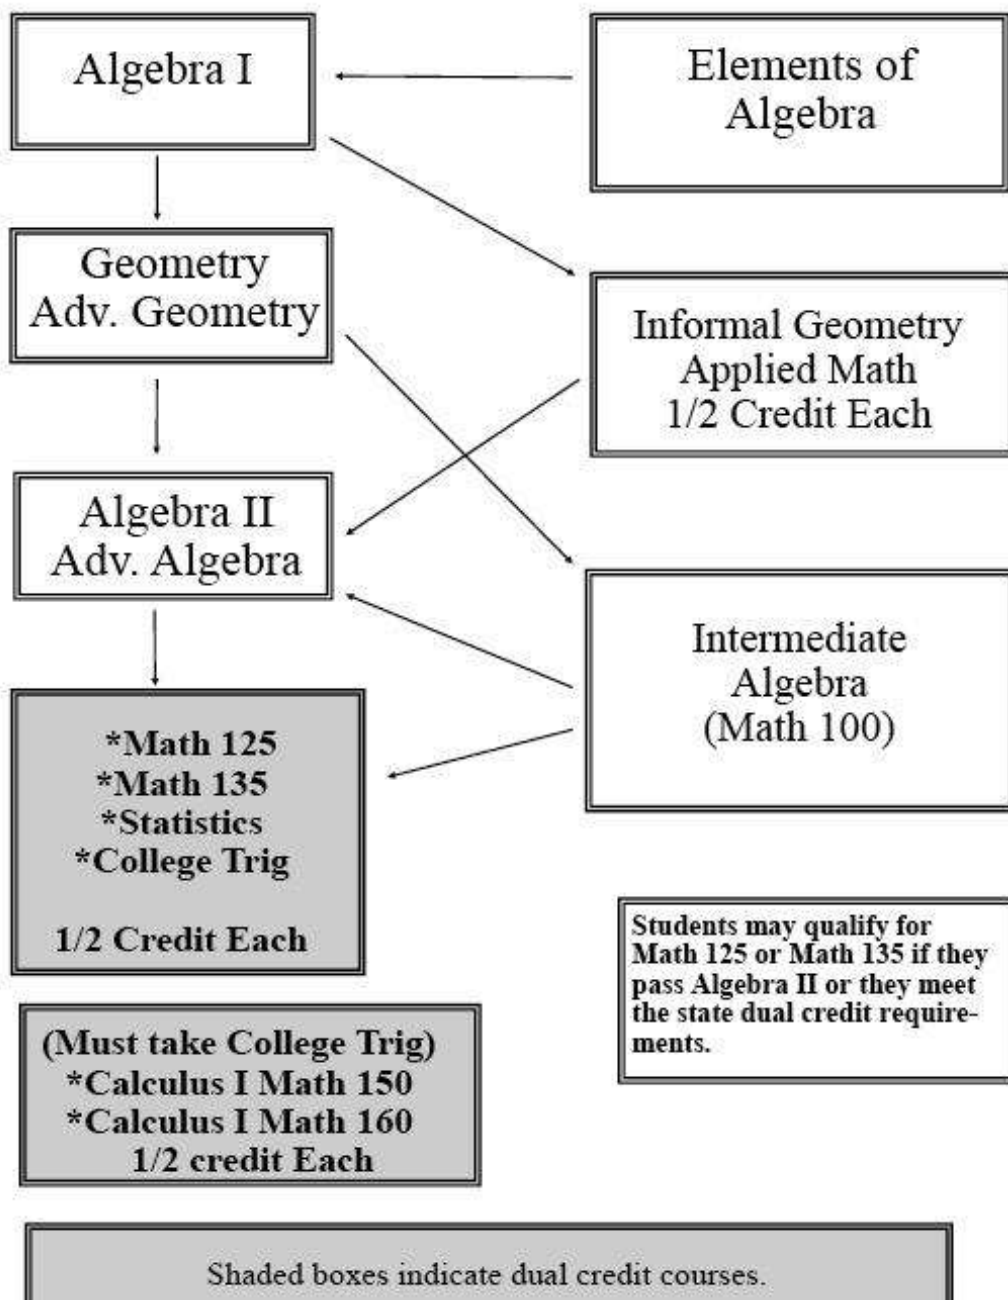 Algebra I
Elements of
Algebra
Geometry
Adv. Geometry
Informal Geometry
Applied Math
1/2 Credit Each
Algebra II
Adv. Algebra
Intermediate
Algebra
(Math 100)
*Math 125
*Math 135
*Statistics
*College Trig
1/2 Credit Each
Students may qualify for
Math 125 or Math 135 if they
pass Algebra II or they meet
the state dual credit require-
ments.
(Must take College Trig)
*Calculus I Math 150
*Calculus I Math 160
1/2 credit Each
Shaded boxes indicate dual credit courses.